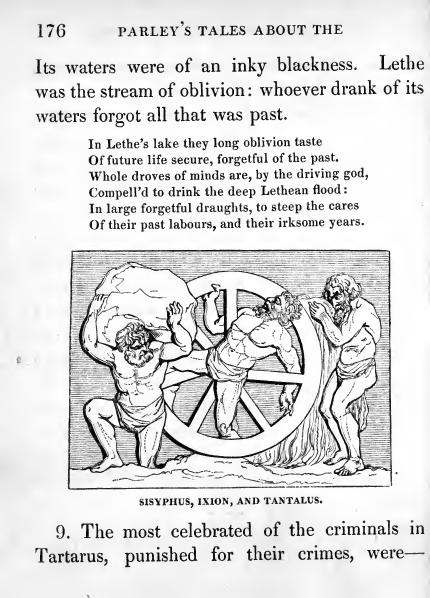 176 PARLEY'S TALES ABOUT THE
Its waters were of an inky blackness. Lethe
was the stream of oblivion: whoever drank of its
waters forgot all that was past.
In Lethe's lake they long oblivion taste
Of future life secure, forgetful of the past.
Whole droves of minds are, by the driving god,
Compell'd to drink the deep Lethean flood:
In large forgetful draughts, to steep the cares
Of their past labours, and their irksome years.
SISYPHUS, IXION, AND TANTALUS.
9. The most celebrated of the criminals in
Tartarus, punished for their crimes, were—